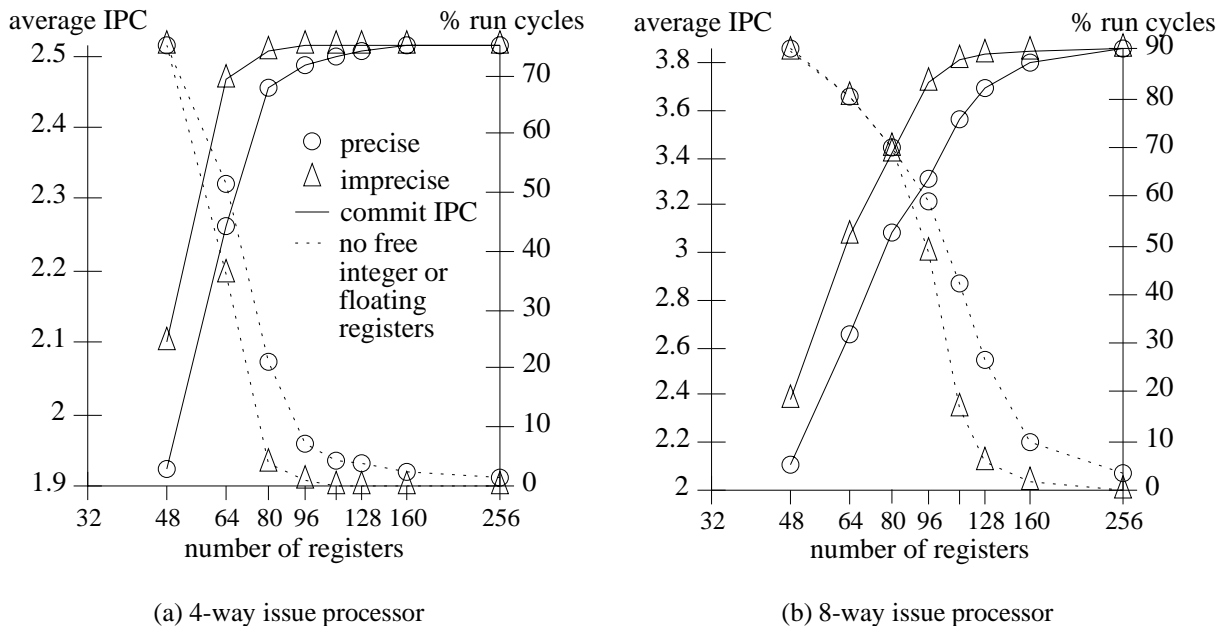 average IPC
% run cycles
2.5
2.4
2.3
2.2
2.1
2
1.9
70
60
50
40
30
20
10
0
precise
imprecise
commit IPC
no free
integer or
floating
registers
32 48 64 80 96 128 160 256
number of registers
(a) 4-way issue processor
average IPC
% run cycles
3.8
3.6
3.4
3.2
3
2.8
2.6
2.4
2.2
2
90
80
70
60
50
40
30
20
10
0
32 48 64 80 96 128 160 256
number of registers
(b) 8-way issue processor